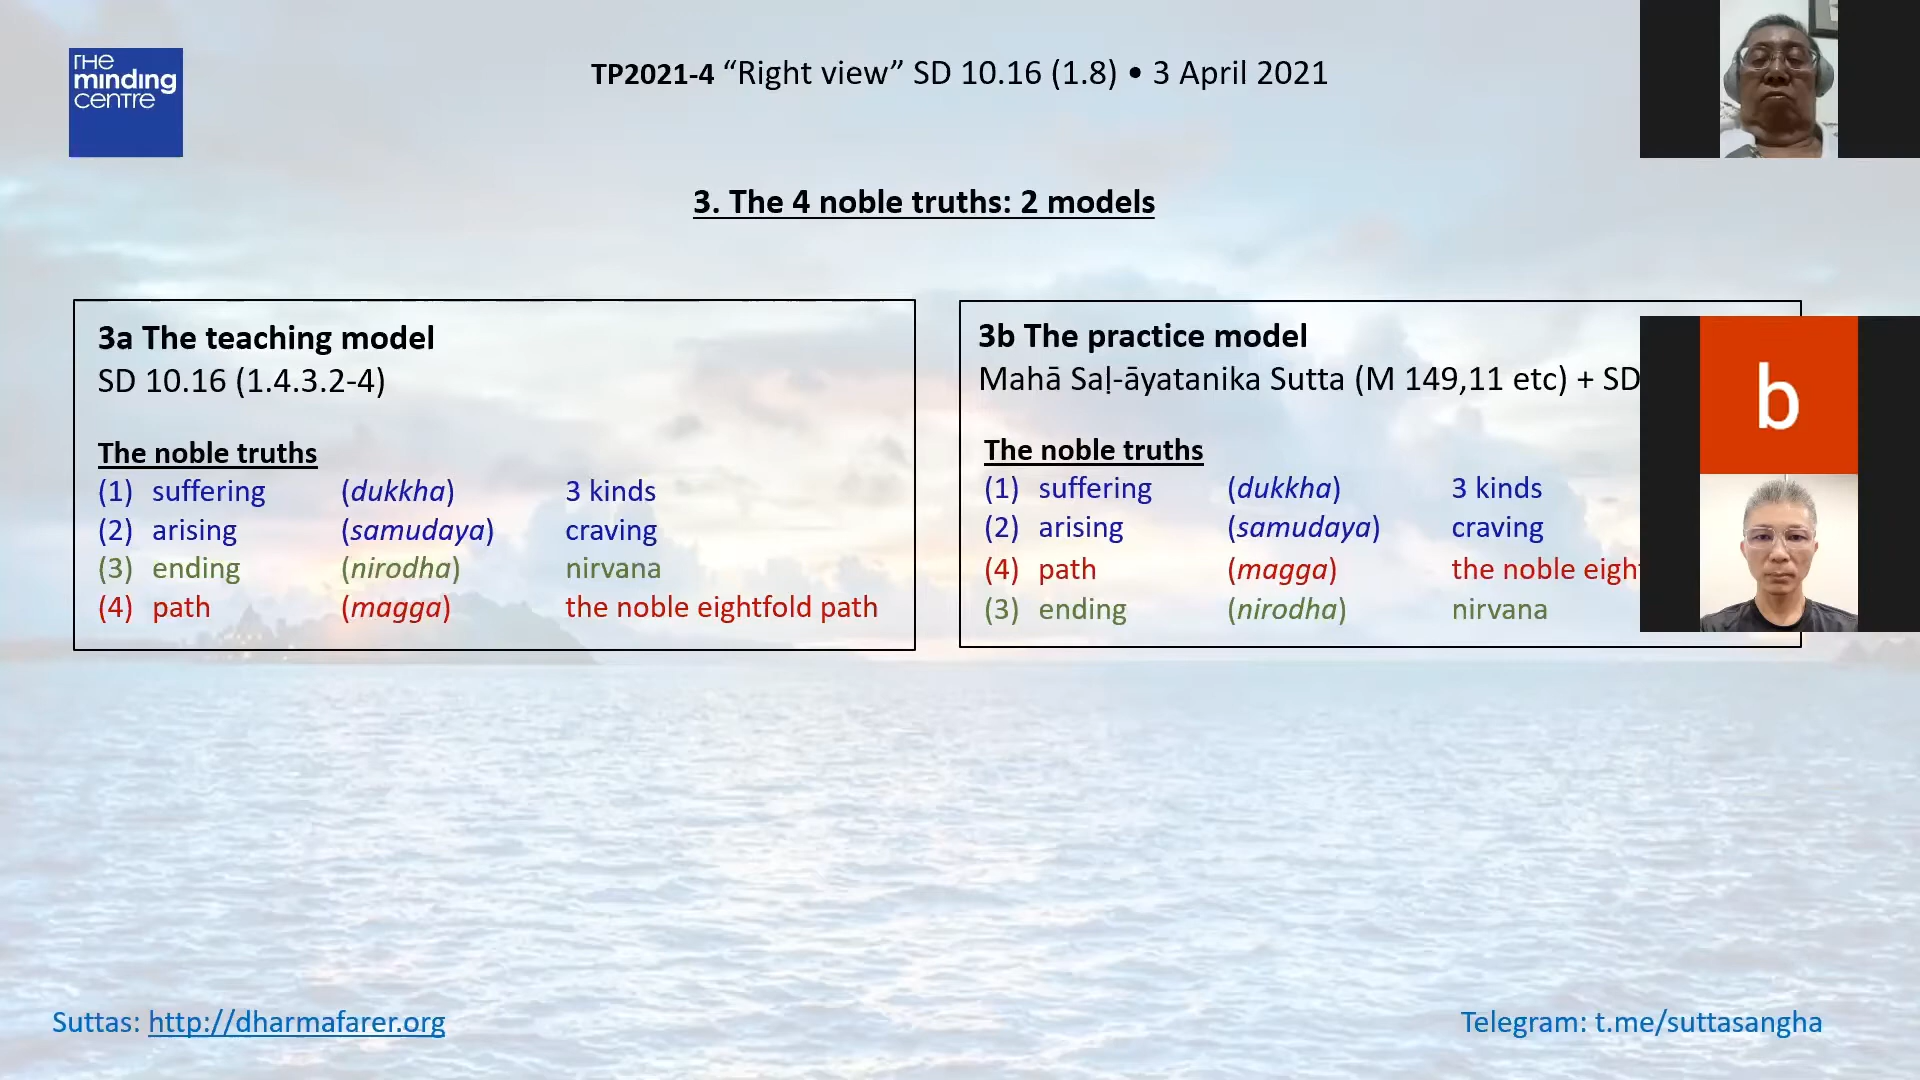 THE
minding
centre
TP2021-4 “Right view” SD 10.16 (1.8) • 3 April 2021
3. The 4 noble truths: 2 models
3a The teaching model
SD 10.16 (1.4.3.2-4)
The noble truths
(1) suffering (dukkha) 3 kinds
(2) arising (samudaya) craving
(3) ending (nirodha) nirvana
(4) path (magga) the noble eightfold path
3b The practice model
Mahā Saḷ-āyatanika Sutta (M 149,11 etc) + SD
The noble truths
(1) suffering (dukkha) 3 kinds
(2) arising (samudaya) craving
(4) path (magga) the noble eigh
(3) ending (nirodha) nirvana
b
Suttas: http://dharmafarer.org
Telegram: t.me/suttasangha